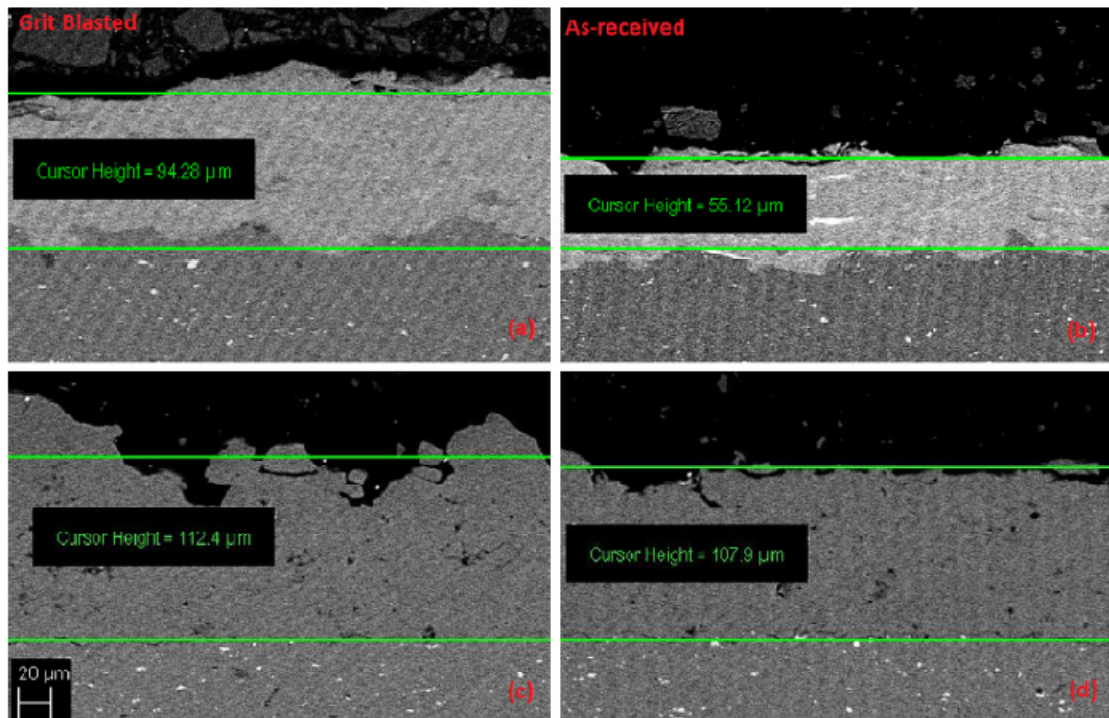 Grit Blasted
As-received
Cursor Height = 94.28 µm
Cursor Height = 55.12 µm
(a)
(b)
Cursor Height = 112.4 µm
Cursor Height = 107.9 µm
20 µm
(c)
(d)